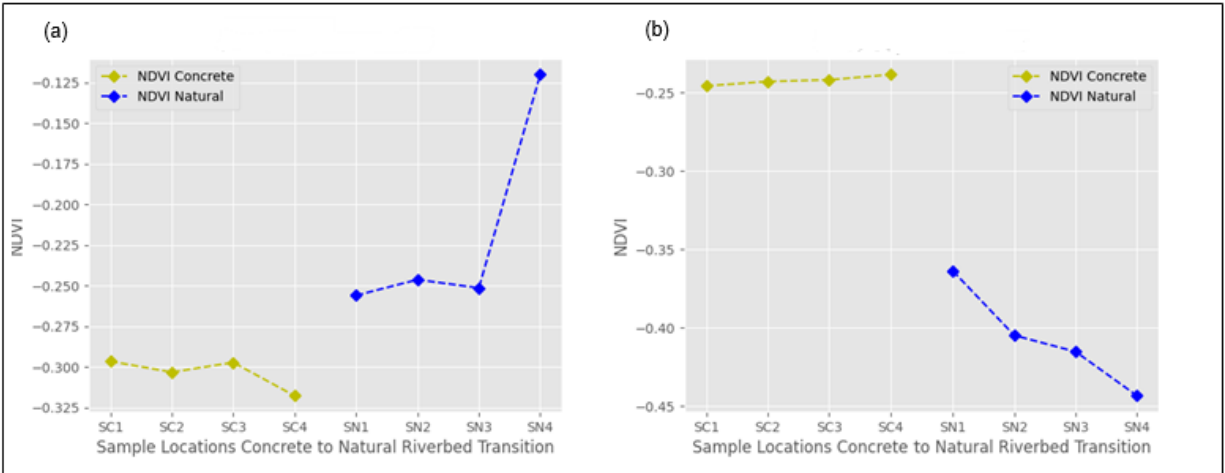 (a)
NDVI Concrete
NDVI Natural
−0.125
−0.150
−0.175
−0.200
−0.225
−0.250
−0.275
−0.300
−0.325
NDVI
SC1 SC2 SC3 SC4 SN1 SN2 SN3 SN4
Sample Locations Concrete to Natural Riverbed Transition
(b)
NDVI Concrete
NDVI Natural
−0.25
−0.30
−0.35
−0.40
−0.45
NDVI
SC1 SC2 SC3 SC4 SN1 SN2 SN3 SN4
Sample Locations Concrete to Natural Riverbed Transition